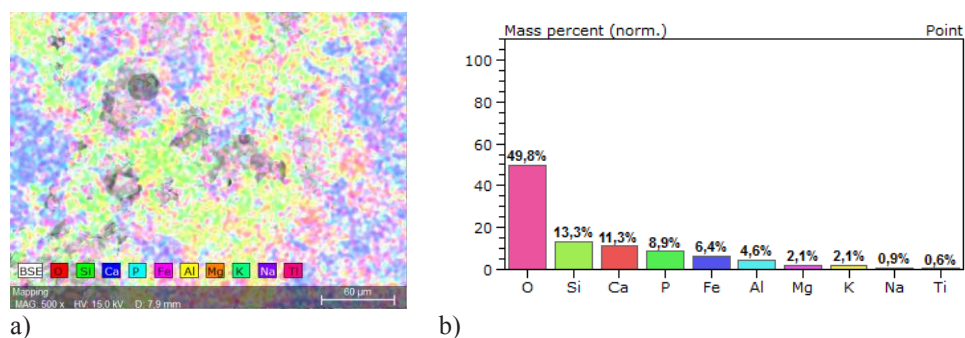 BSE O Si Ca P Fe Al Mg K Na Ti
Mapping
MAG: 500 x HV: 15.0 kV D: 7.9 mm
60 µm
a)
Mass percent (norm.) Point
100
80
60
40
20
0
49,8% 13,3% 11,3% 8,9% 6,4% 4,6% 2,1% 2,1% 0,9% 0,6%
O Si Ca P Fe Al Mg K Na Ti
b)